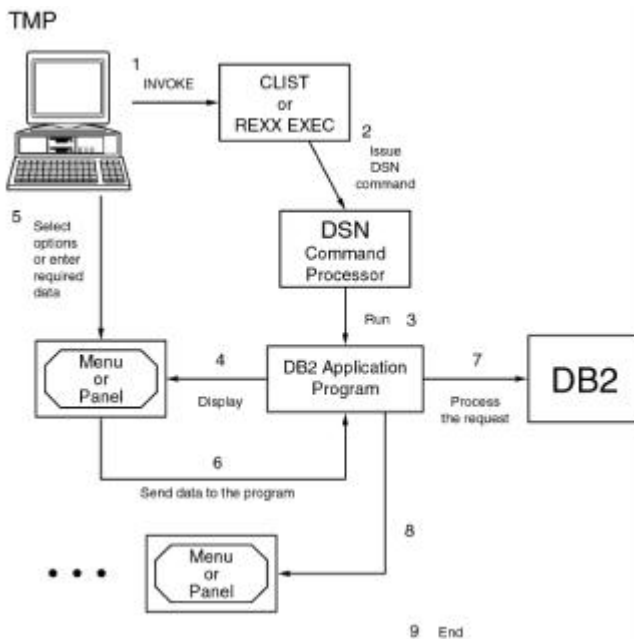 TMP
1
INVOKE
CLIST
or
REXX EXEC
2
Issue
DSN
command
DSN
Command
Processor
5
Select
options
or enter
required
data
Run 3
Menu
or
Panel
4
Display
DB2 Application
Program
7
Process
the request
DB2
6
Send data to the program
8
Menu
or
Panel
9 End